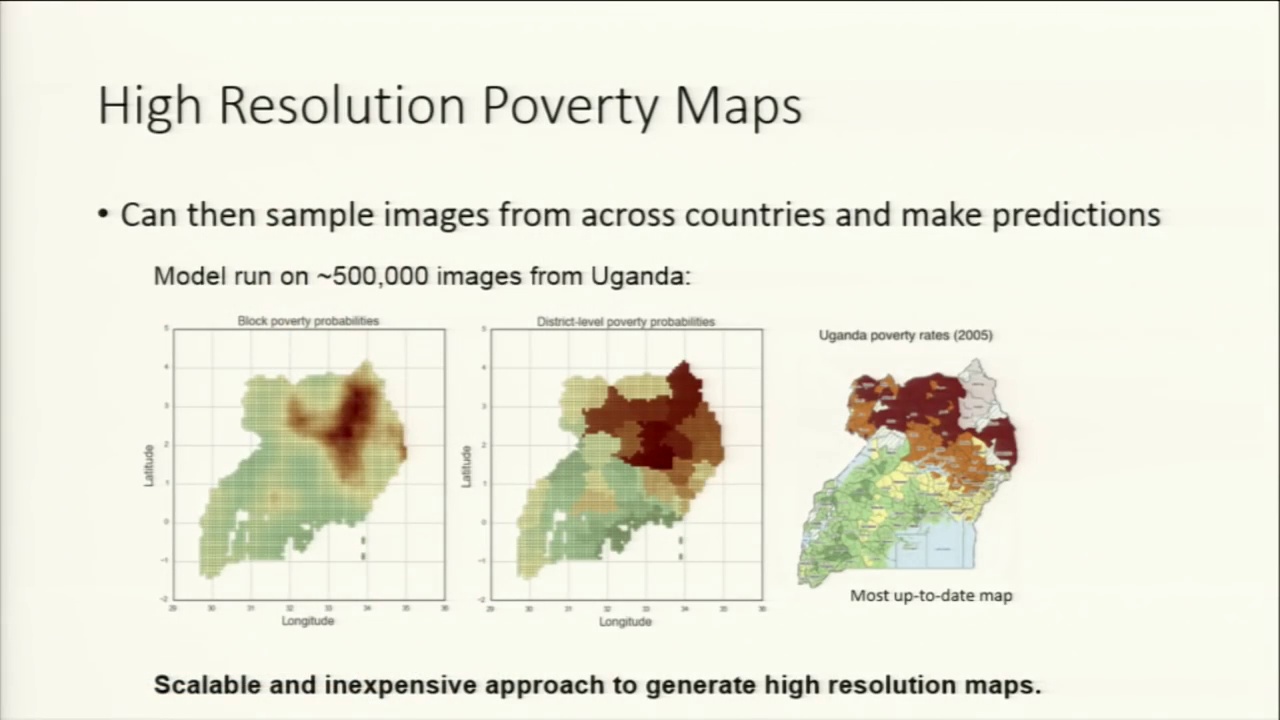 High Resolution Poverty Maps
• Can then sample images from across countries and make predictions
Model run on ~500,000 images from Uganda:
Block poverty probabilities
District-level poverty probabilities
Uganda poverty rates (2005)
5
4
3
2
1
0
−1
−2
Latitude
29 30 31 32 33 34 35 36
Longitude
5
4
3
2
1
0
−1
−2
Latitude
29 30 31 32 33 34 35 36
Longitude
Most up-to-date map
Scalable and inexpensive approach to generate high resolution maps.